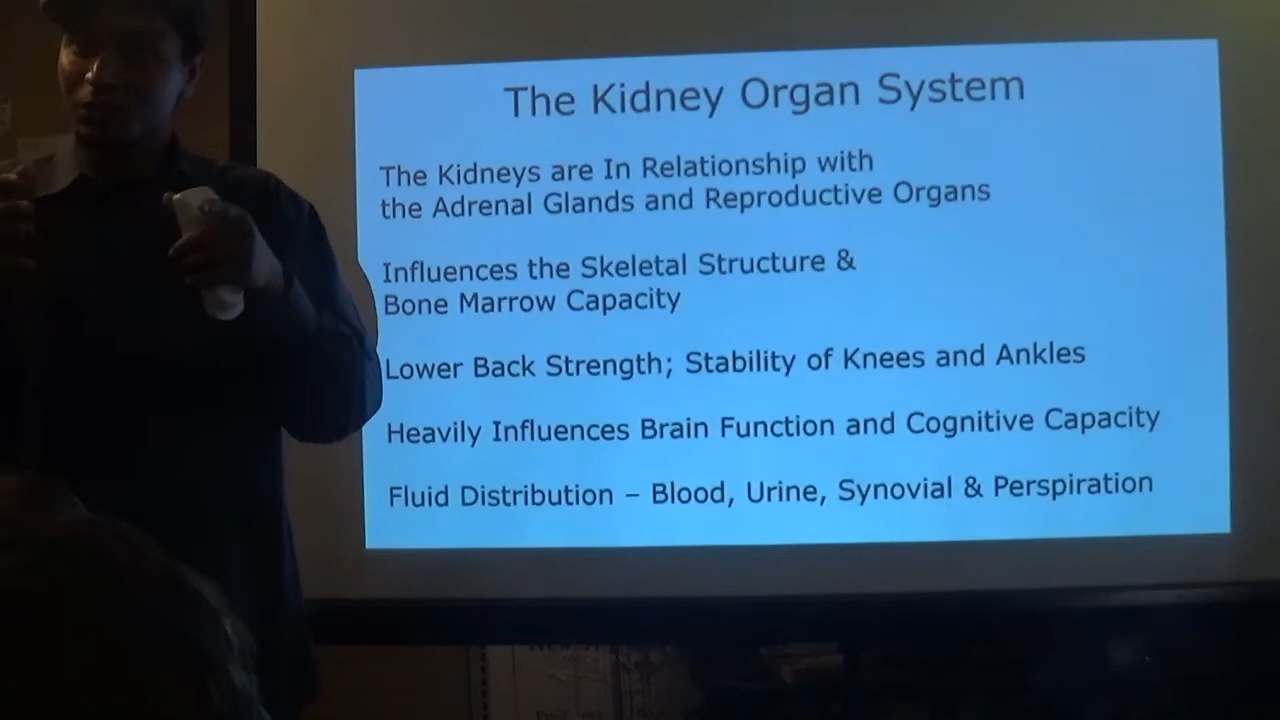 The Kidney Organ System
The Kidneys are In Relationship with
the Adrenal Glands and Reproductive Organs
Influences the Skeletal Structure &
Bone Marrow Capacity
Lower Back Strength; Stability of Knees and Ankles
Heavily Influences Brain Function and Cognitive Capacity
Fluid Distribution – Blood, Urine, Synovial & Perspiration